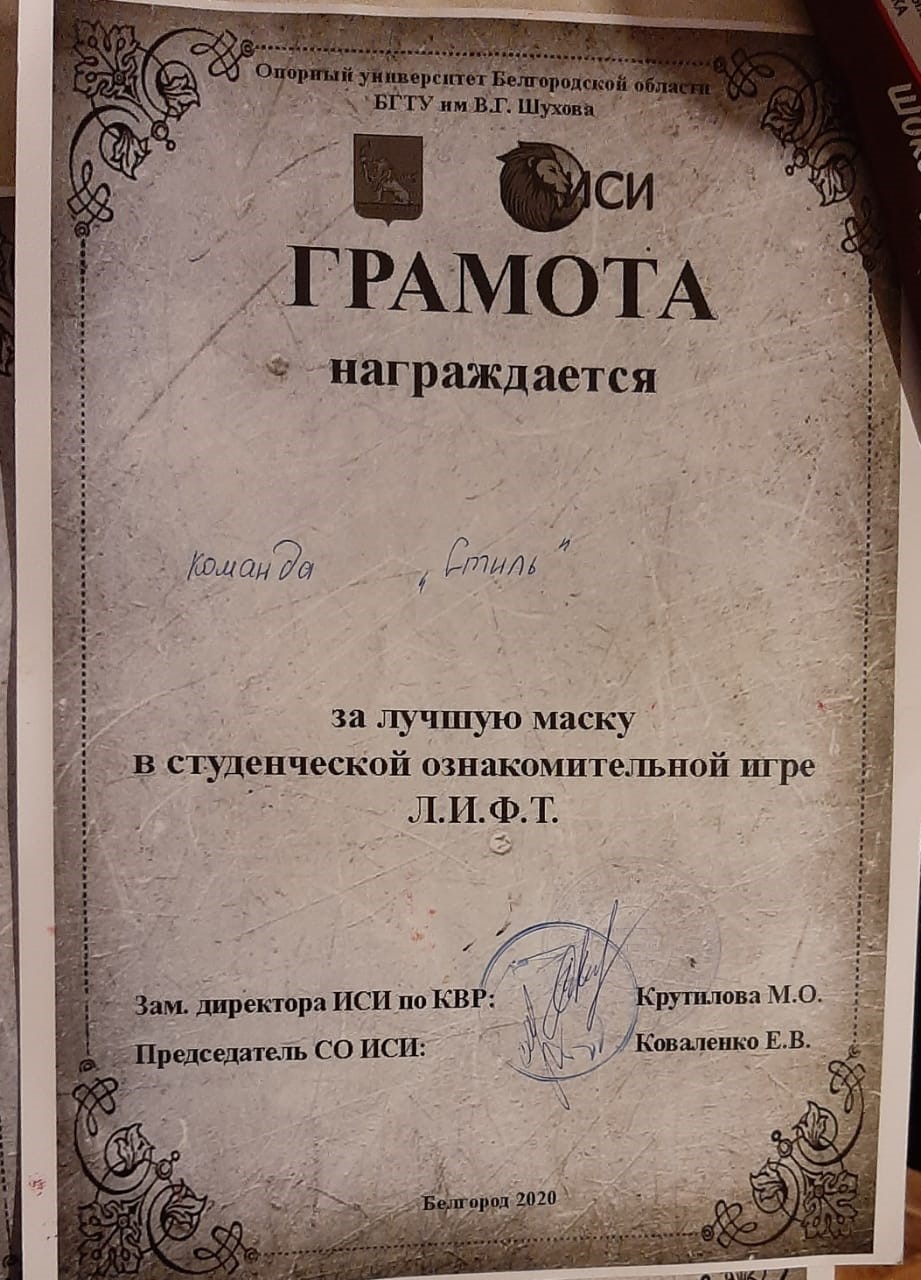 Опорный университет Белгородской области
БГТУ им В.Г. Шухова
ИСИ
ГРАМОТА
награждается
команда „Стиль"
за лучшую маску
в студенческой ознакомительной игре
Л.И.Ф.Т.
Зам. директора ИСИ по КВР: Крутилова М.О.
Председатель СО ИСИ: Коваленко Е.В.
Белгород 2020